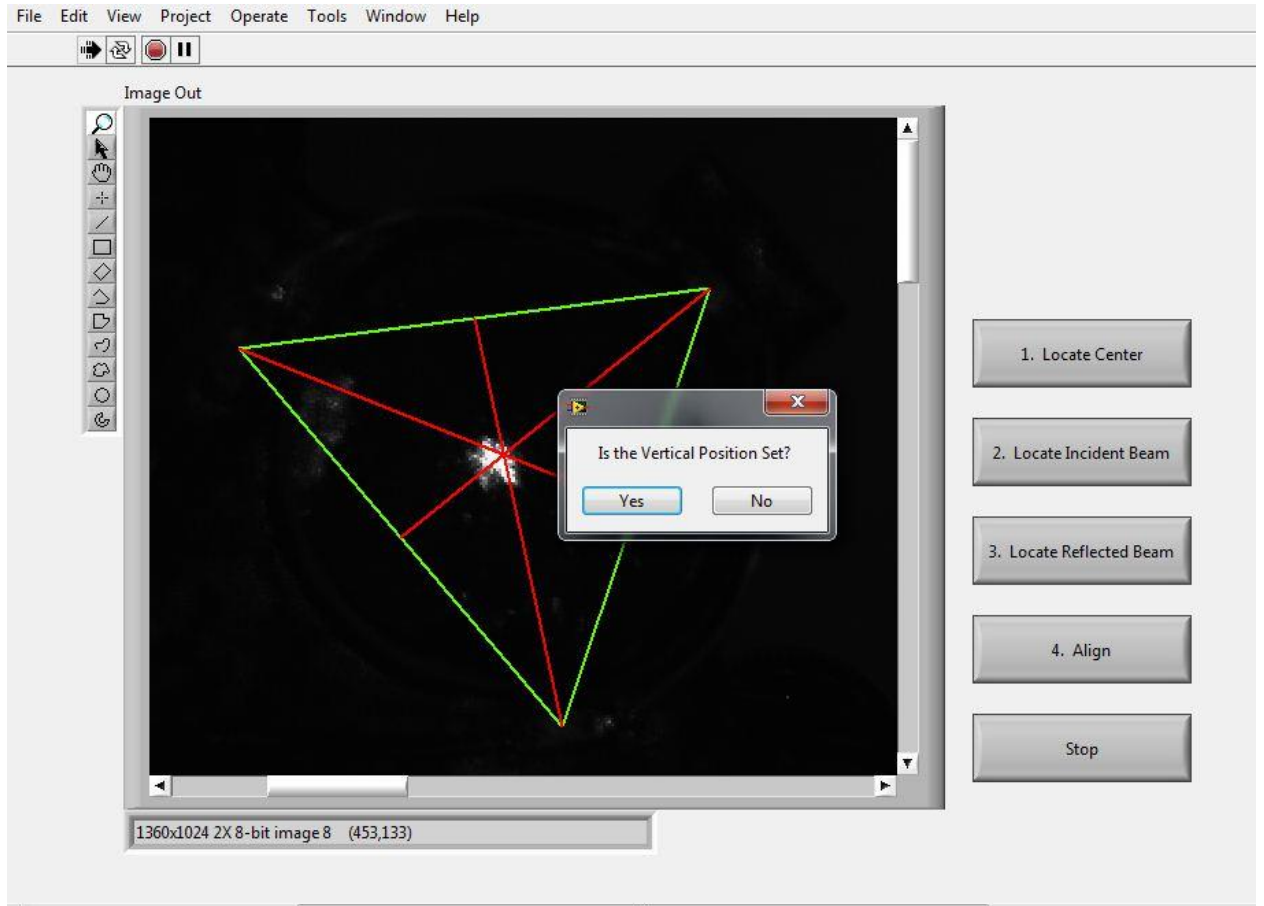 File Edit View Project Operate Tools Window Help
Image Out
1. Locate Center
2. Locate Incident Beam
Is the Vertical Position Set?
Yes No
3. Locate Reflected Beam
4. Align
Stop
1360x1024 2X 8-bit image 8 (453,133)